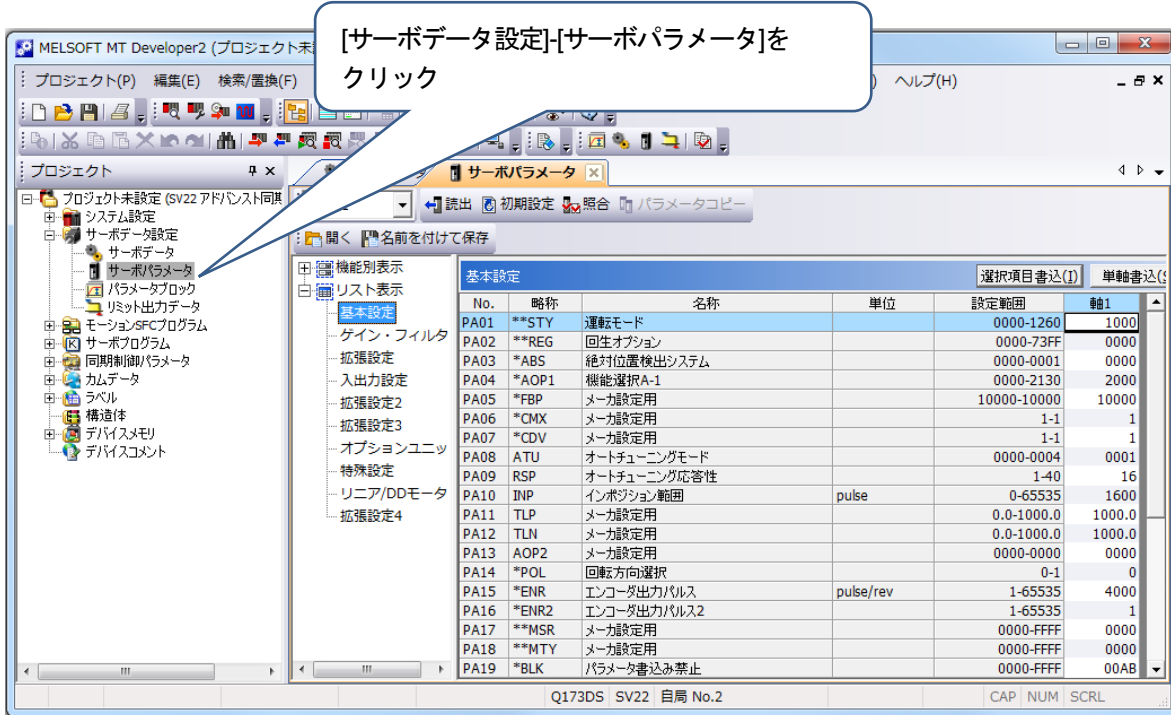 [サーボデータ設定]-[サーボパラメータ]を
クリック
MELSOFT MT Developer2 (プロジェクト未
プロジェクト(P) 編集(E) 検索/置換(F) ヘルプ(H)
プロジェクト
サーボパラメータ
プロジェクト未設定 (SV22 アドバンスト同期
システム設定
サーボデータ設定
サーボデータ
サーボパラメータ
パラメータブロック
リミット出力データ
モーションSFCプログラム
サーボプログラム
同期制御パラメータ
カムデータ
ラベル
構造体
デバイスメモリ
デバイスコメント
読出 初期設定 照合 パラメータコピー
開く 名前を付けて保存
機能別表示
リスト表示
基本設定
ゲイン・フィルタ
拡張設定
入出力設定
拡張設定2
拡張設定3
オプションユニッ
特殊設定
リニア/DDモータ
拡張設定4
基本設定 選択項目書込(I) 単軸書込(S
No. 略称 名称 単位 設定範囲 軸1
PA01 **STY 運転モード 0000-1260 1000
PA02 **REG 回生オプション 0000-73FF 0000
PA03 *ABS 絶対位置検出システム 0000-0001 0000
PA04 *AOP1 機能選択A-1 0000-2130 2000
PA05 *FBP メーカ設定用 10000-10000 10000
PA06 *CMX メーカ設定用 1-1 1
PA07 *CDV メーカ設定用 1-1 1
PA08 ATU オートチューニングモード 0000-0004 0001
PA09 RSP オートチューニング応答性 1-40 16
PA10 INP インポジション範囲 pulse 0-65535 1600
PA11 TLP メーカ設定用 0.0-1000.0 1000.0
PA12 TLN メーカ設定用 0.0-1000.0 1000.0
PA13 AOP2 メーカ設定用 0000-0000 0000
PA14 *POL 回転方向選択 0-1 0
PA15 *ENR エンコーダ出力パルス pulse/rev 1-65535 4000
PA16 *ENR2 エンコーダ出力パルス2 1-65535 1
PA17 **MSR メーカ設定用 0000-FFFF 0000
PA18 **MTY メーカ設定用 0000-FFFF 0000
PA19 *BLK パラメータ書込み禁止 0000-FFFF 00AB
Q173DS SV22 自局 No.2 CAP NUM SCRL